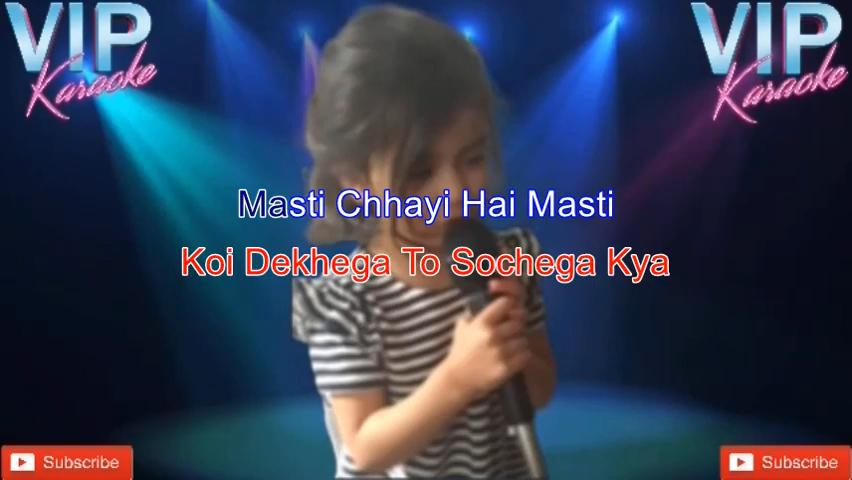 VIP
Karaoke
VIP
Karaoke
Masti Chhayi Hai Masti
Koi Dekhega To Sochega Kya
Subscribe
Subscribe